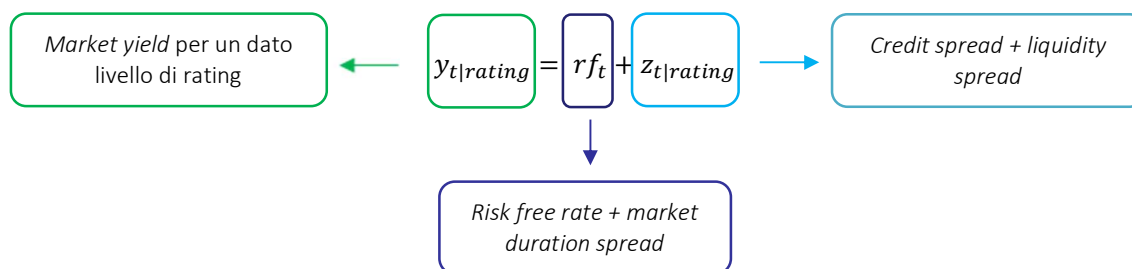 Market yield per un dato
livello di rating
y_{t|rating} = rf_t + z_{t|rating}
Credit spread + liquidity
spread
Risk free rate + market
duration spread